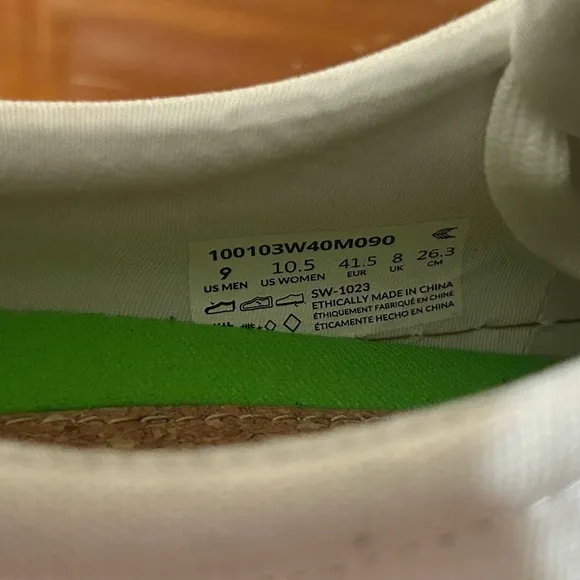 100103W40M090
9 10.5 41.5 8 26.3
US MEN US WOMEN EUR UK CM
SW-1023
ETHICALLY MADE IN CHINA
ÉTHIQUEMENT FABRIQUÉ EN CHINE
ÉTICAMENTE HECHO EN CHINA